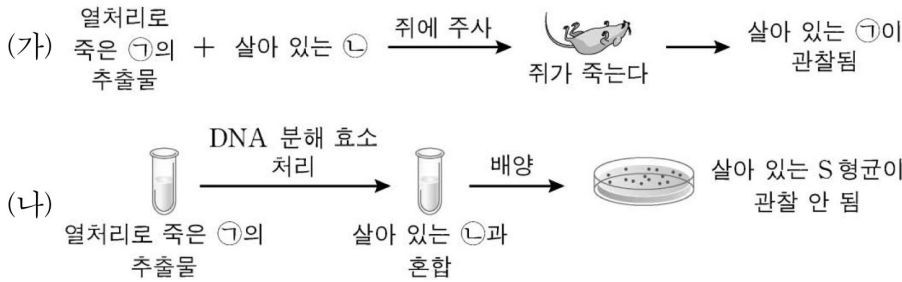 (가) 열처리로 죽은 ㉠의 추출물 + 살아 있는 ㉡ 쥐에 주사 쥐가 죽는다 살아 있는 ㉠이 관찰됨
(나) 열처리로 죽은 ㉠의 추출물 DNA 분해 효소 처리 살아 있는 ㉡과 혼합 배양 살아 있는 S형균이 관찰 안 됨